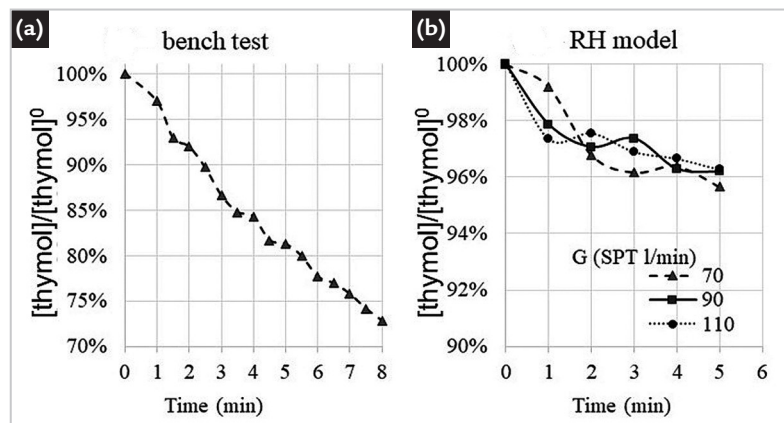 (a)
bench test
[thymol]/[thymol]⁰
100%
95%
90%
85%
80%
75%
70%
0 1 2 3 4 5 6 7 8
Time (min)
(b)
RH model
[thymol]/[thymol]⁰
100%
98%
96%
94%
92%
90%
G (SPT l/min)
70
90
110
0 1 2 3 4 5 6
Time (min)